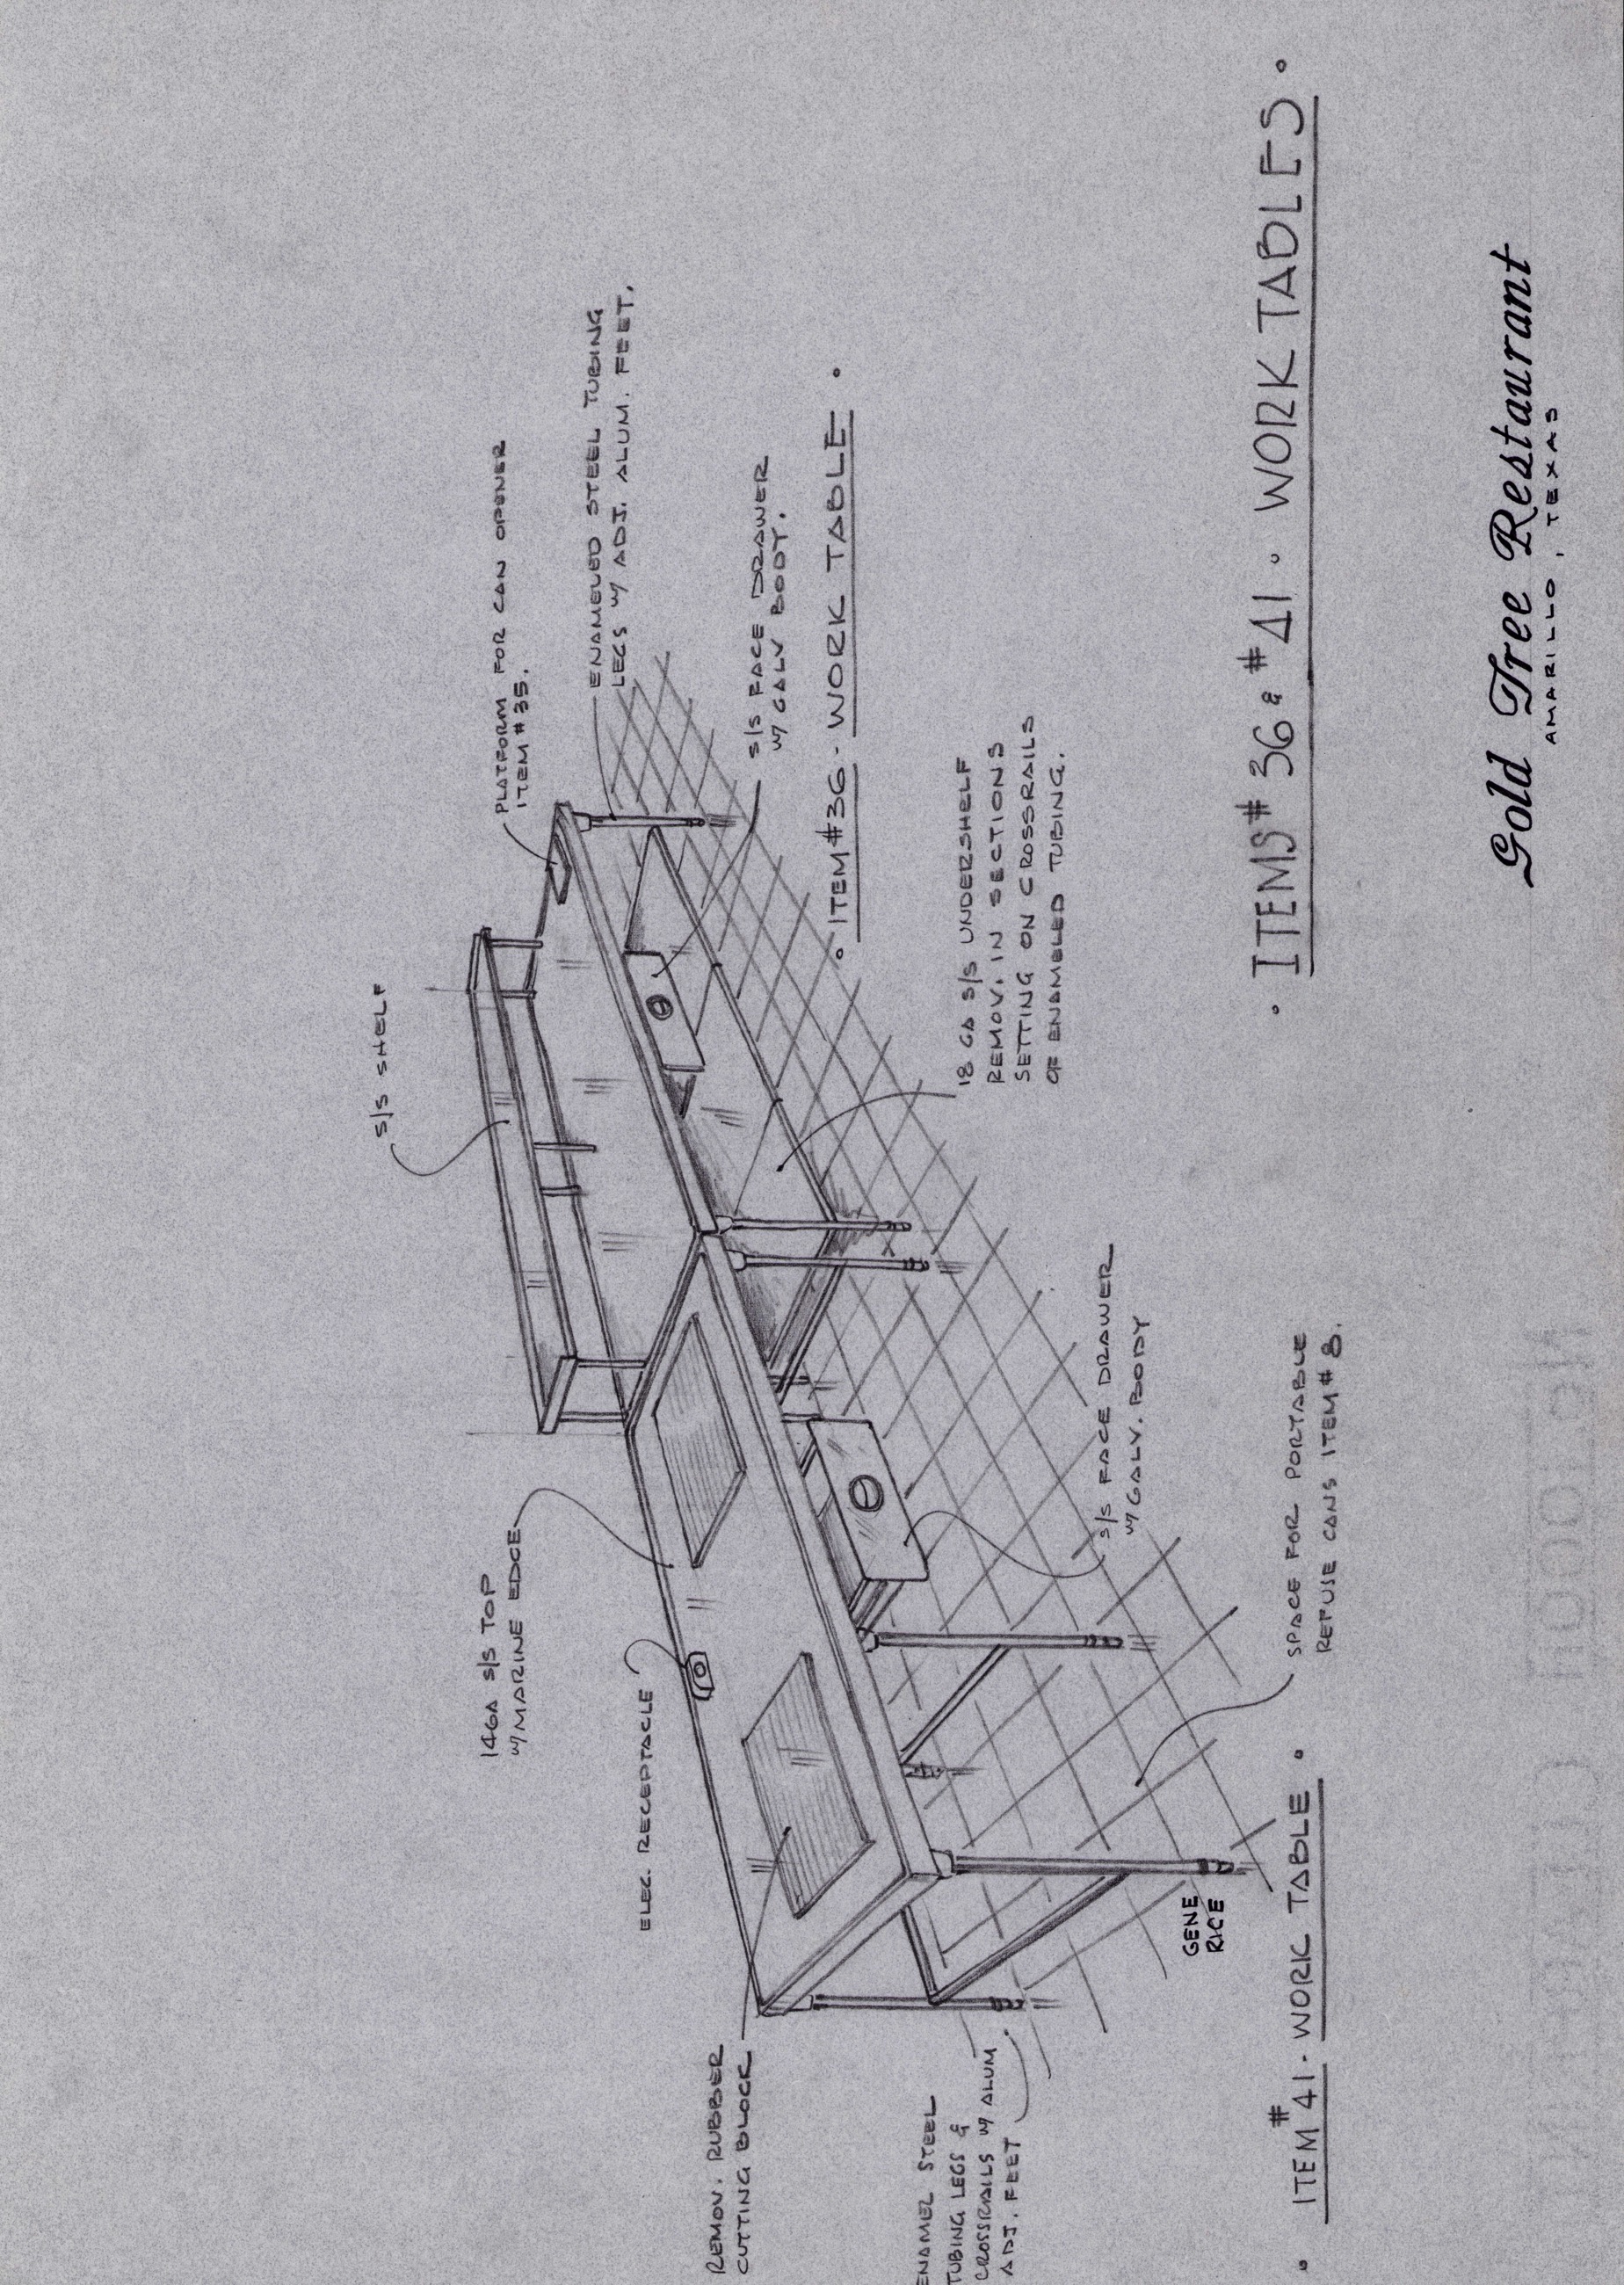 S/S SHELF
PLATFORM FOR CAN OPENER
ITEM # 35.
ENAMELED STEEL TUBING
LEGS W/ ADJ. ALUM. FEET.
S/S FACE DRAWER
W/ GALV BODY.
• ITEM #36 · WORK TABLE •
14GA S/S TOP
W/ MARINE EDGE
ELEC. RECEPTACLE
REMOV. RUBBER
CUTTING BLOCK
18 GA S/S UNDERSHELF
REMOV. IN SECTIONS
SETTING ON CROSSRAILS
OF ENAMELED TUBING.
S/S FACE DRAWER
W/ GALV. BODY
ENAMEL STEEL
TUBING LEGS &
CROSSRAILS W/ ALUM
ADJ. FEET
GENE
RICE
SPACE FOR PORTABLE
REFUSE CANS ITEM # 8.
• ITEM # 41 · WORK TABLE •
• ITEMS # 36 & # 41 · WORK TABLES •
Gold Tree Restaurant
AMARILLO, TEXAS